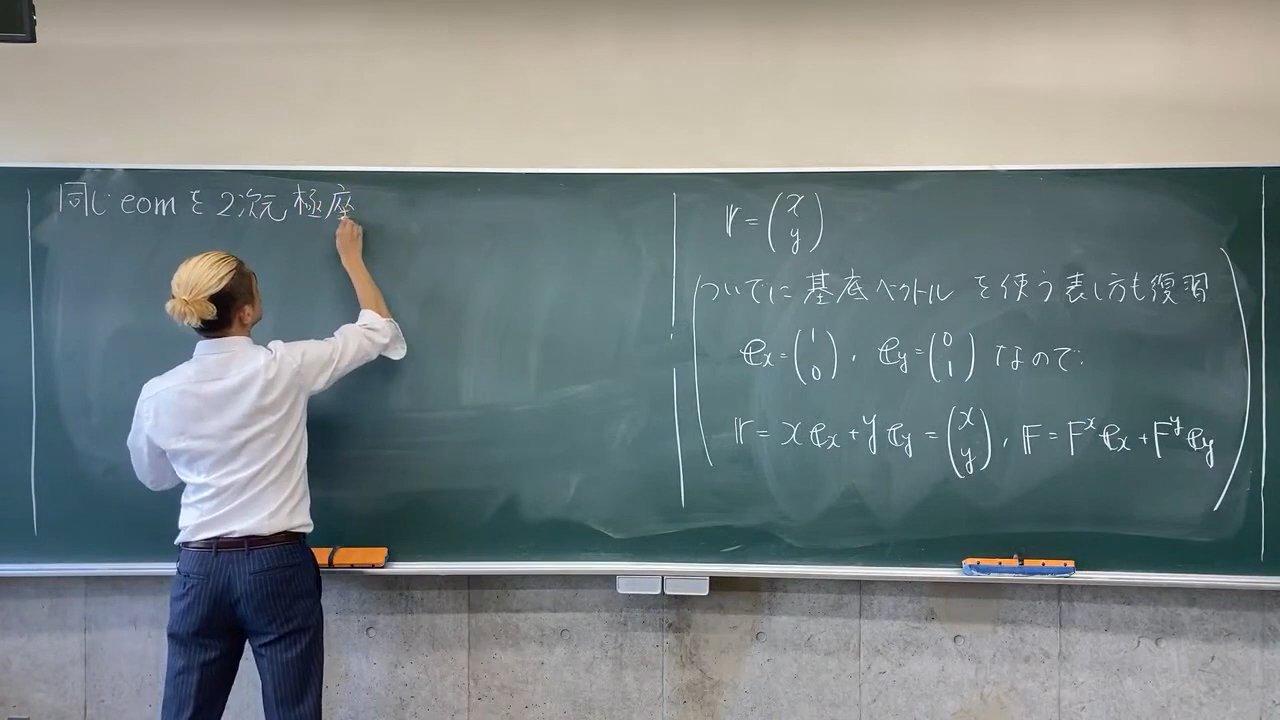 同じ eom を 2次元 極座
𝕣 = (x y)
(ついでに 基底ベクトル を使う表し方も復習
𝕖x = (1 0), 𝕖y = (0 1) なので、
𝕣 = x𝕖x + y𝕖y = (x y), 𝔽 = F^x 𝕖x + F^y 𝕖y)